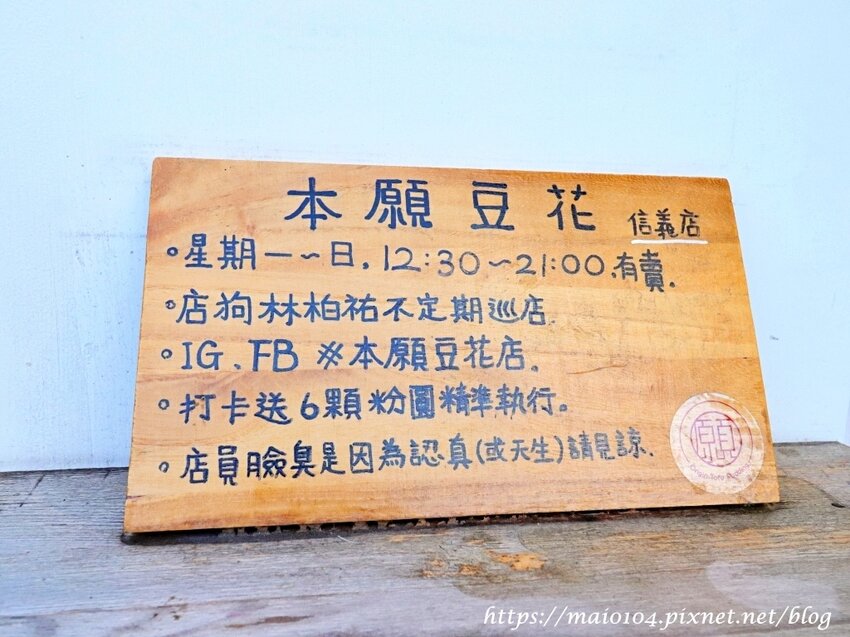 本願豆花 信義店
。星期一~日, 12:30~21:00, 有賣.
。店狗林柏祐不定期巡店.
。IG、FB #本願豆花店。
。打卡送6顆粉圓精準執行。
。店員臉臭是因為認真(或天生)請見諒.
願
https://maio104.pixnet.net/blog